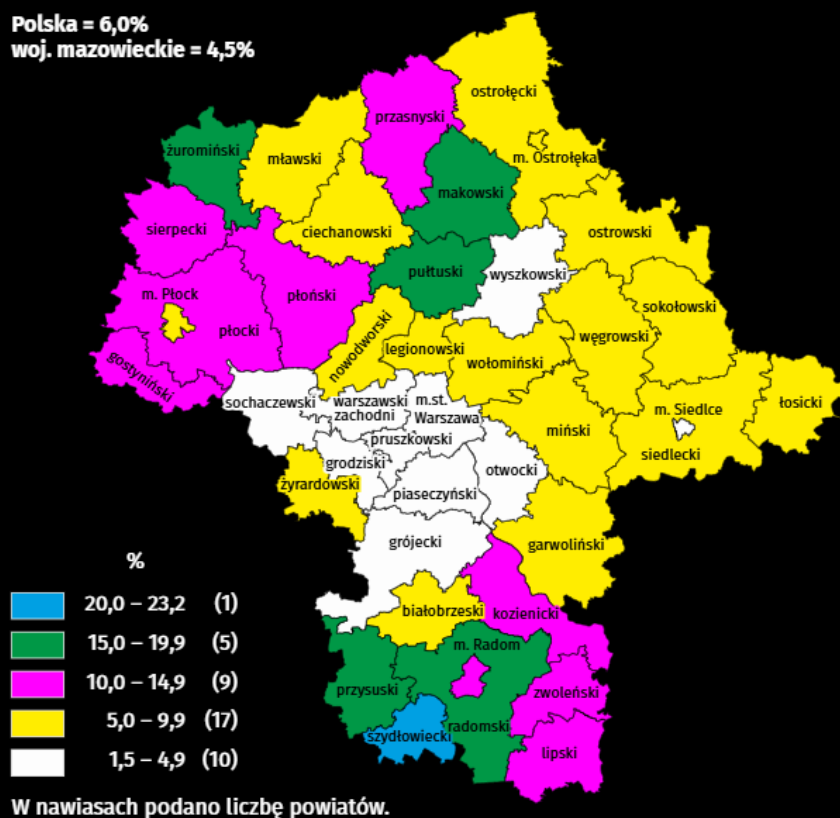 Polska = 6,0%
woj. mazowieckie = 4,5%
ostrołęcki
przasnyski
żuromiński
mławski
m. Ostrołęka
makowski
sierpecki
ciechanowski
ostrowski
pułtuski
wyszkowski
m. Płock
płoński
sokołowski
płocki
nowodworski
legionowski
węgrowski
wołomiński
gostyniński
sochaczewski
warszawski
zachodni
m.st.
Warszawa
m. Siedlce
łosicki
miński
pruszkowski
siedlecki
grodziski
otwocki
żyrardowski
piaseczyński
grójecki
garwoliński
białobrzeski
kozienicki
m. Radom
przysuski
zwoleński
radomski
szydłowiecki
lipski
%
20,0 – 23,2 (1)
15,0 – 19,9 (5)
10,0 – 14,9 (9)
5,0 – 9,9 (17)
1,5 – 4,9 (10)
W nawiasach podano liczbę powiatów.